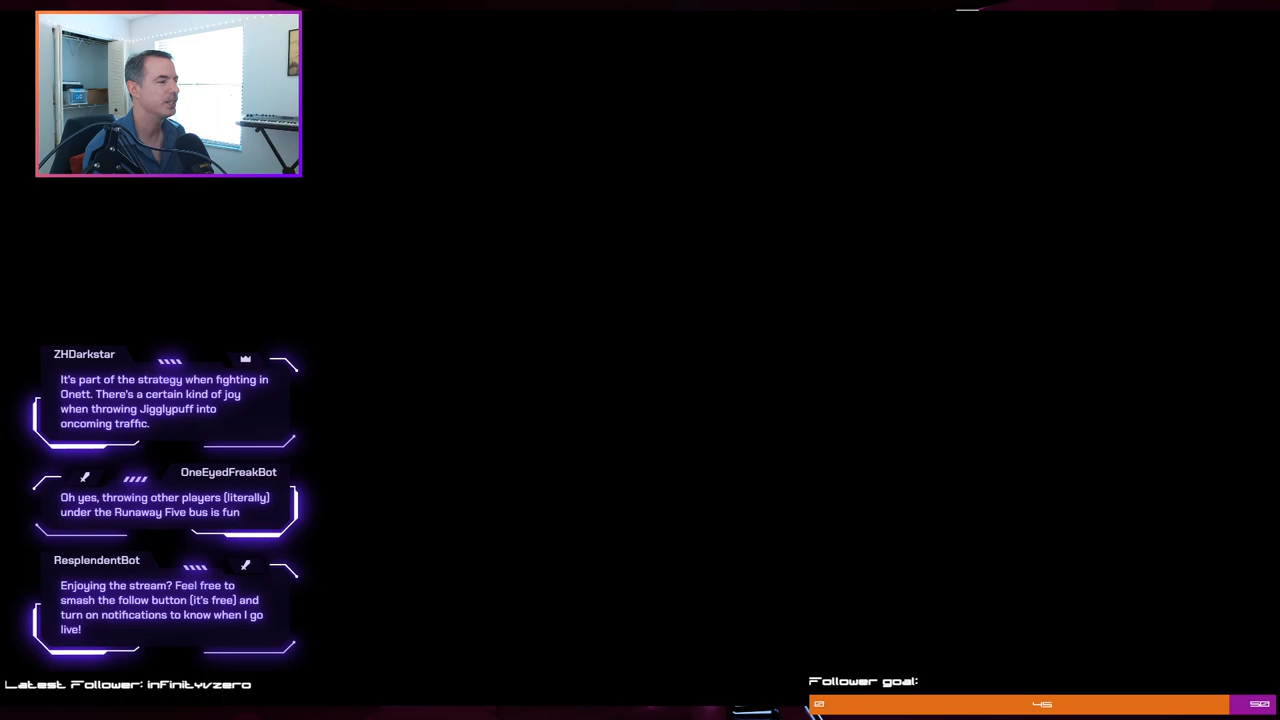 ZHDarkstar
It's part of the strategy when fighting in
Onett. There's a certain kind of joy
when throwing Jigglypuff into
oncoming traffic.
OneEyedFreakBot
Oh yes, throwing other players (literally)
under the Runaway Five bus is fun
ResplendentBot
Enjoying the stream? Feel free to
smash the follow button (it's free) and
turn on notifications to know when I go
live!
Latest Follower: infinityvzero
Follower goal:
0 45 50